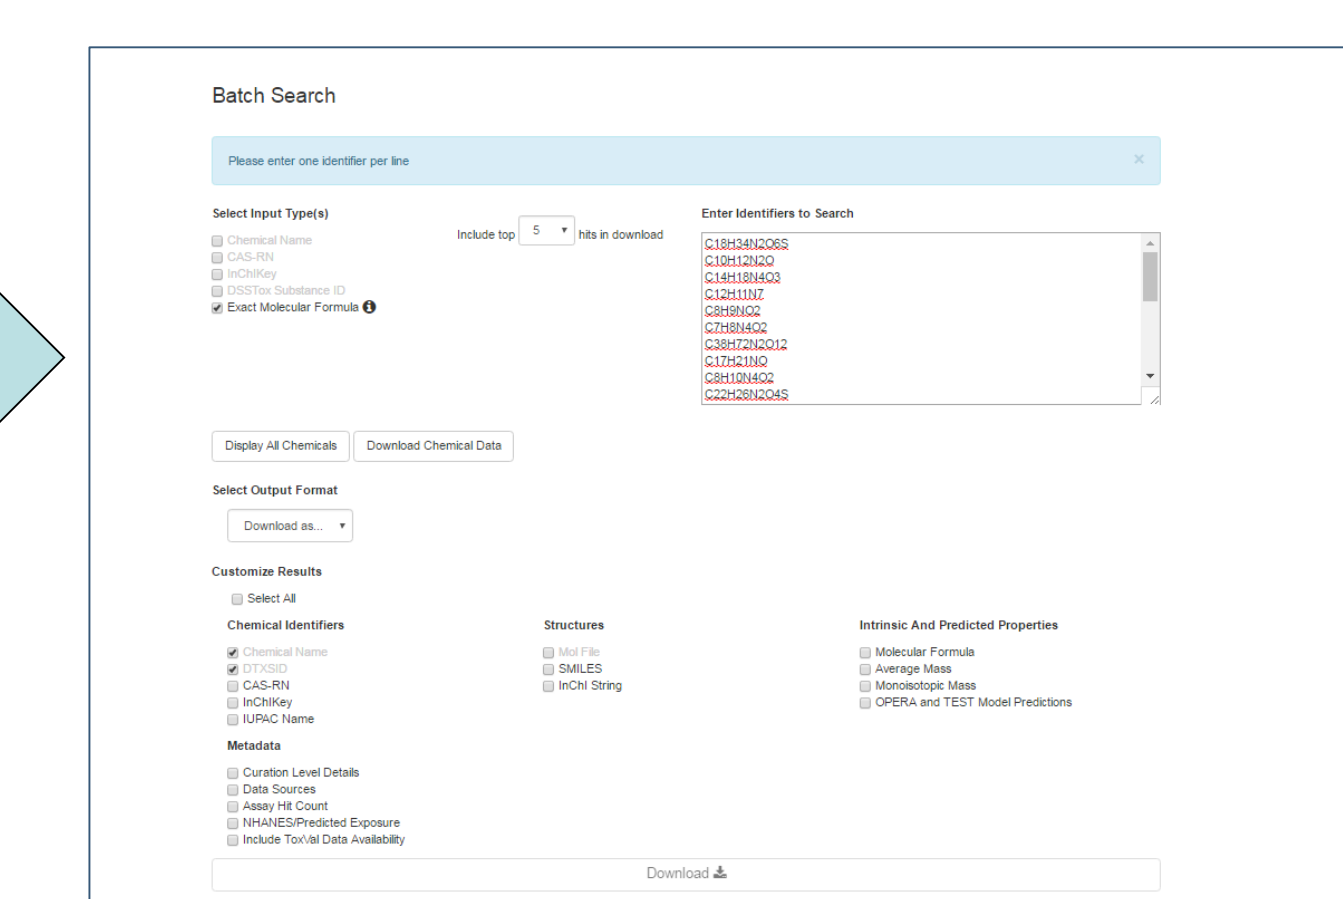 Batch Search
Please enter one identifier per line ×
Select Input Type(s)
Chemical Name
CAS-RN
InChIKey
DSSTox Substance ID
Exact Molecular Formula
Include top 5 hits in download
Enter Identifiers to Search
C18H34N2O6S
C10H12N2O
C14H18N4O3
C12H11N7
C8H9NO2
C7H8N4O2
C38H72N2O12
C17H21NO
C8H10N4O2
C22H26N2O4S
Display All Chemicals Download Chemical Data
Select Output Format
Download as...
Customize Results
Select All
Chemical Identifiers
Chemical Name
DTXSID
CAS-RN
InChIKey
IUPAC Name
Structures
Mol File
SMILES
InChI String
Intrinsic And Predicted Properties
Molecular Formula
Average Mass
Monoisotopic Mass
OPERA and TEST Model Predictions
Metadata
Curation Level Details
Data Sources
Assay Hit Count
NHANES/Predicted Exposure
Include ToxVal Data Availability
Download